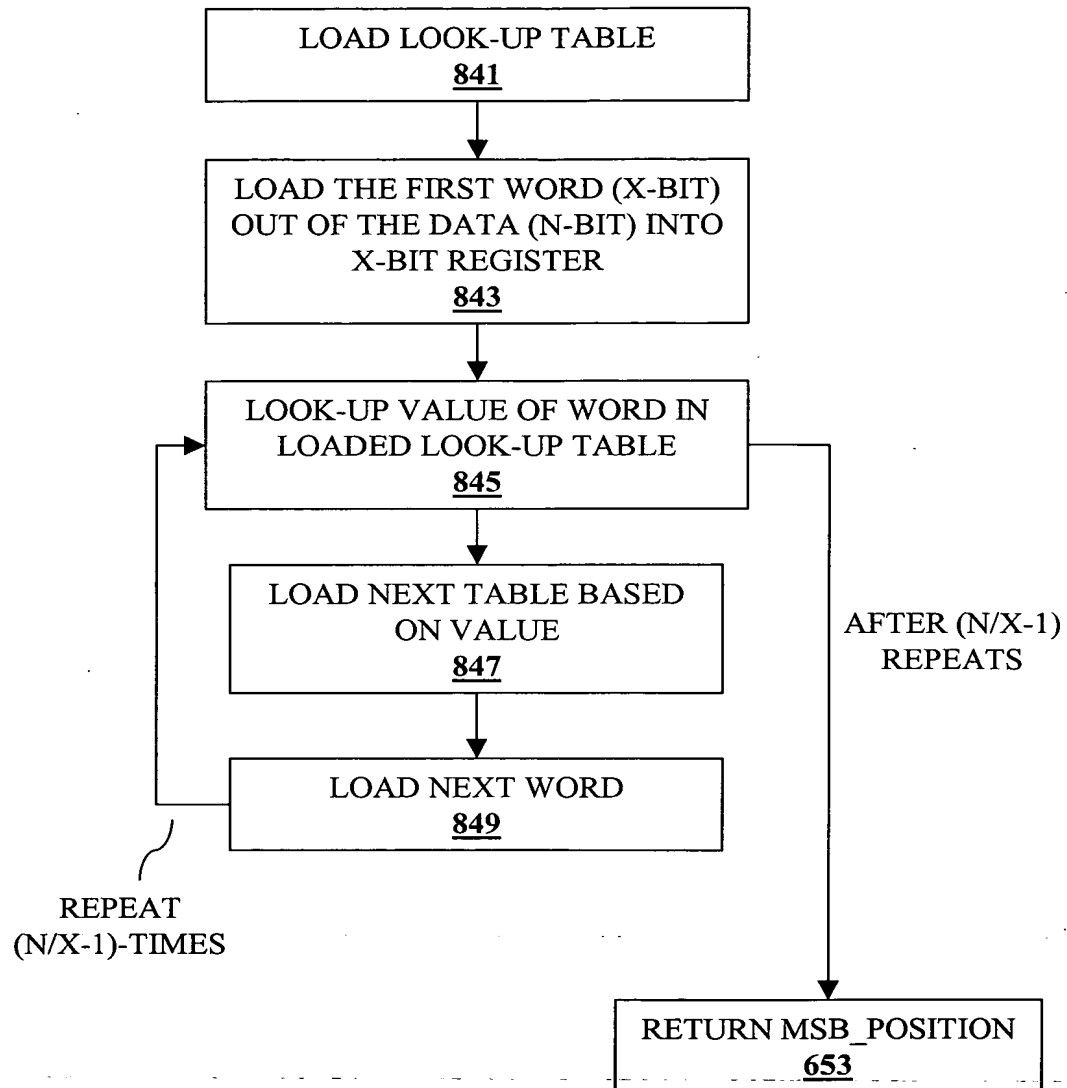 LOAD LOOK-UP TABLE
841
LOAD THE FIRST WORD (X-BIT)
OUT OF THE DATA (N-BIT) INTO
X-BIT REGISTER
843
LOOK-UP VALUE OF WORD IN
LOADED LOOK-UP TABLE
845
LOAD NEXT TABLE BASED
ON VALUE
847
AFTER (N/X-1)
REPEATS
LOAD NEXT WORD
849
REPEAT
(N/X-1)-TIMES
RETURN MSB_POSITION
653